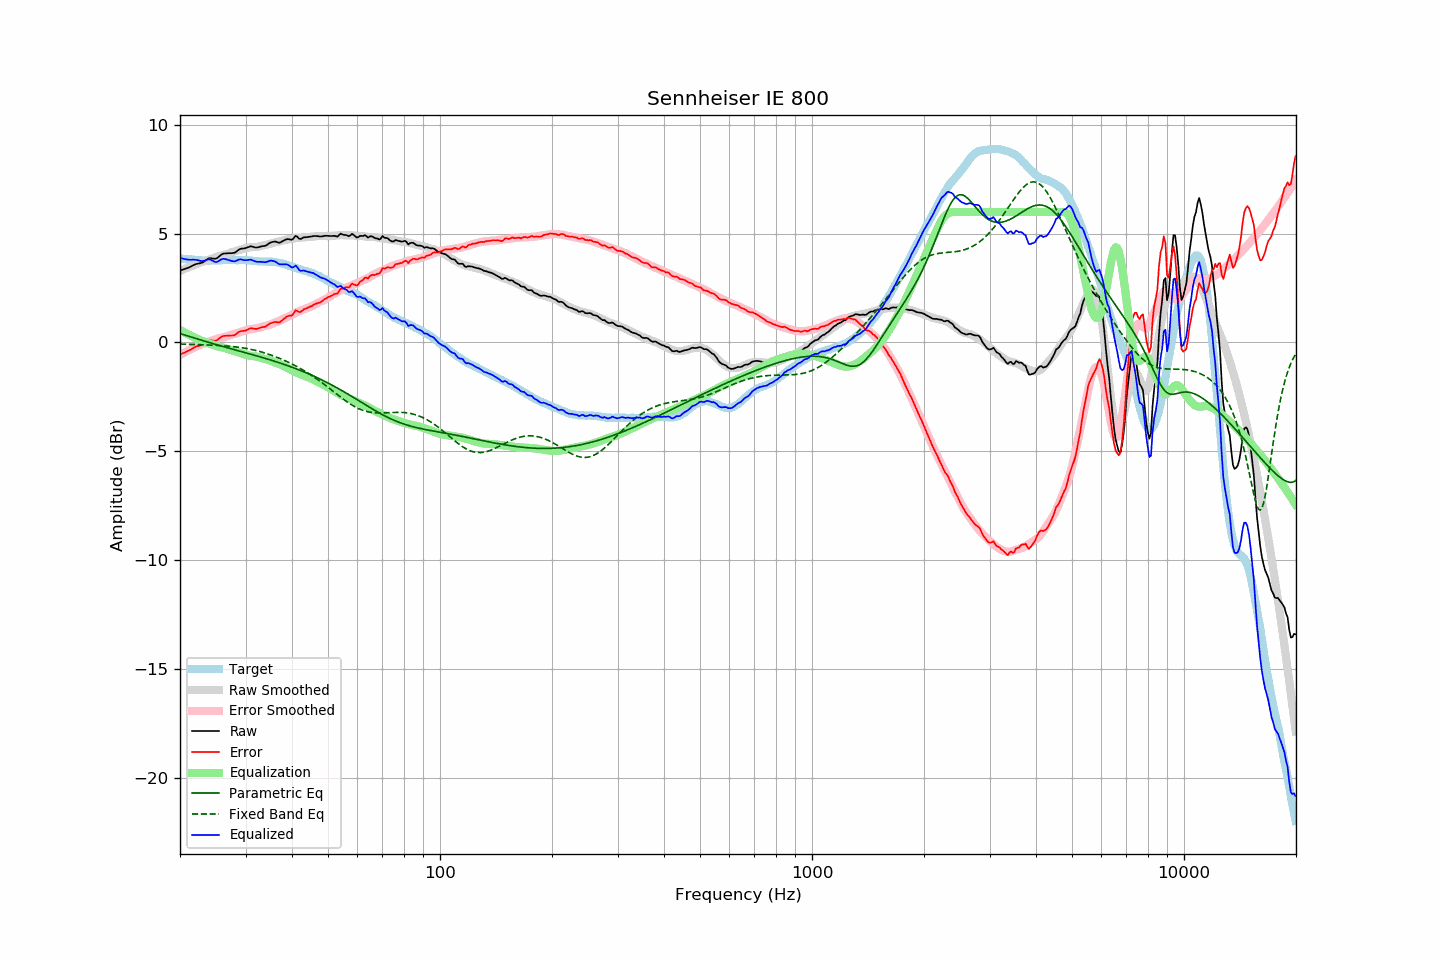 Sennheiser IE 800
10
5
0
−5
−10
−15
−20
Amplitude (dBr)
Target
Raw Smoothed
Error Smoothed
Raw
Error
Equalization
Parametric Eq
Fixed Band Eq
Equalized
100
1000
10000
Frequency (Hz)